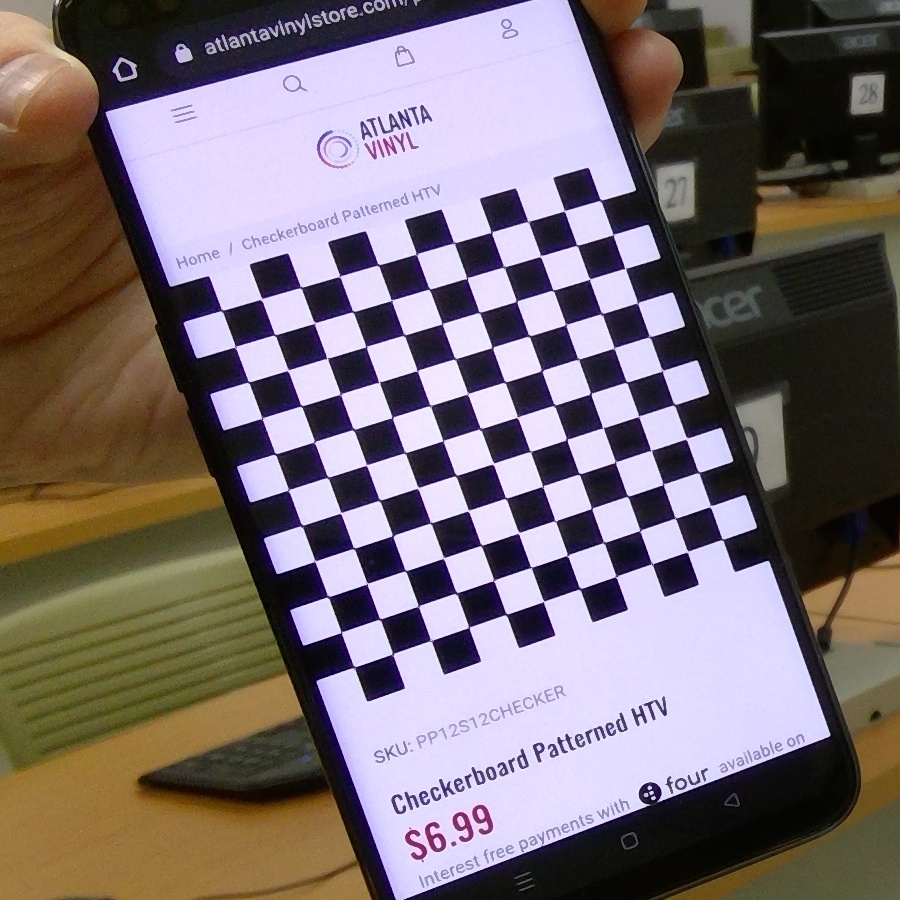 atlantavinylstore.com/p
ATLANTA
VINYL
Home / Checkerboard Patterned HTV
SKU: PP12S12CHECKER
Checkerboard Patterned HTV
$6.99
Interest free payments with four available on
acer
28
27
acer